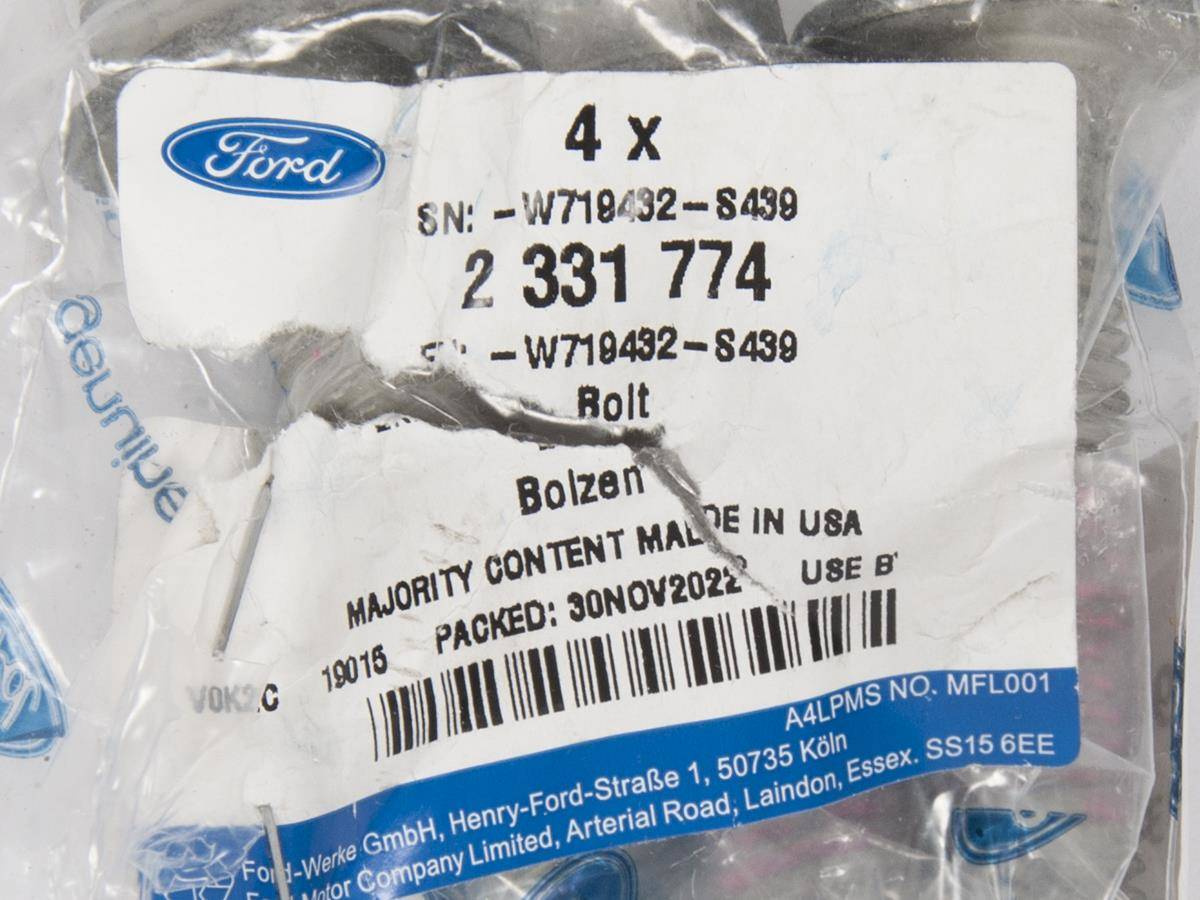 Ford
4 x
SN: -W719432-S439
2 331 774
-W719432-S439
Bolt
Bolzen
MAJORITY CONTENT MADE IN USA
PACKED: 30NOV2022
USE B
19015
A4LPMS NO. MFL001
Ford-Werke GmbH, Henry-Ford-Straße 1, 50735 Köln
Motor Company Limited, Arterial Road, Laindon, Essex. SS15 6EE
genuine